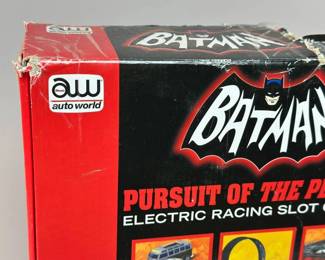 BATMAN
aw
auto world
BATMAN
PURSUIT OF THE
ELECTRIC RACING SLOT